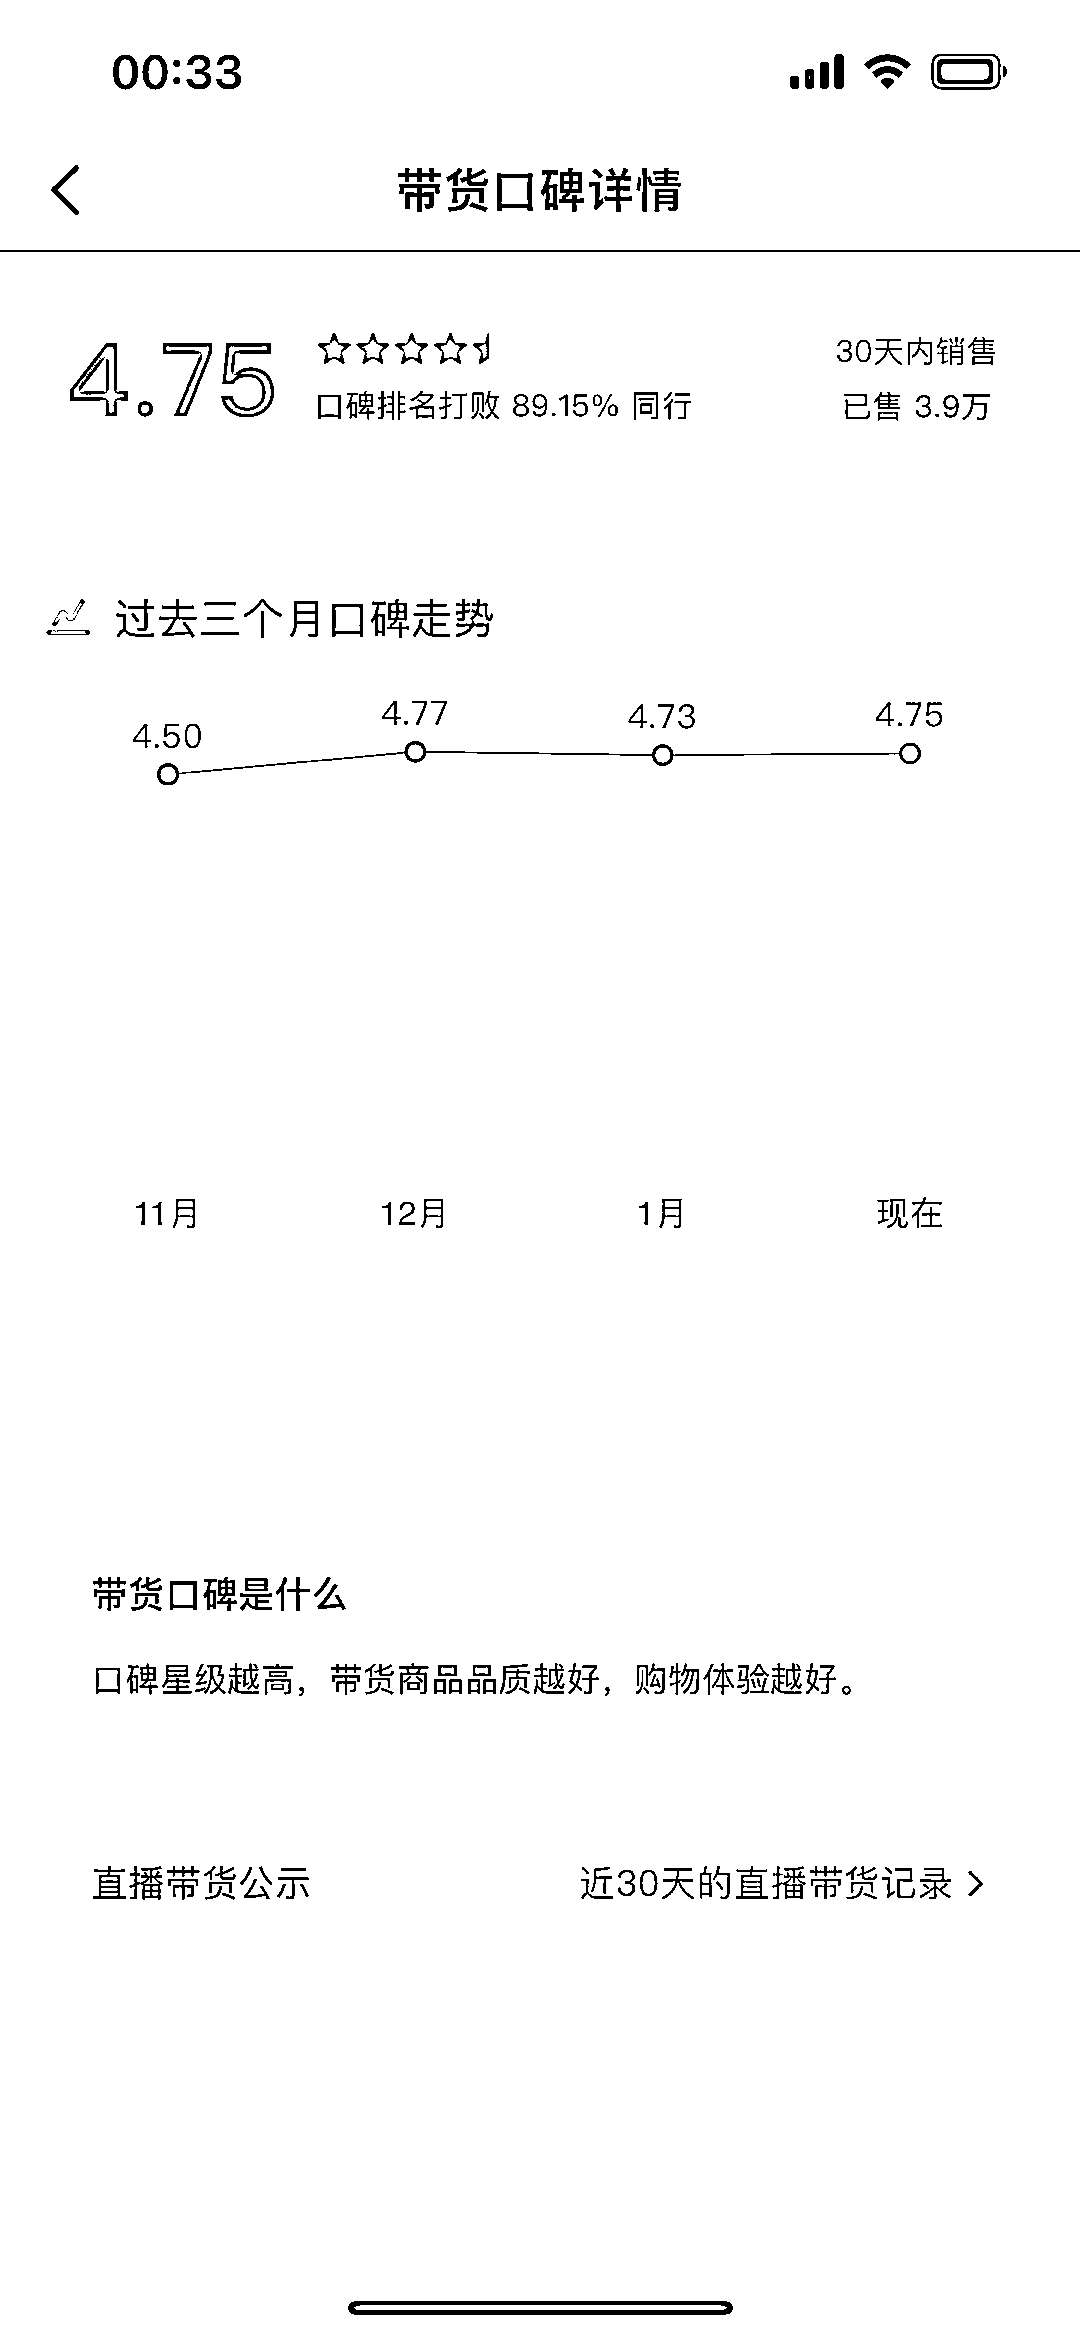 00:33
带货口碑详情
4.75
30天内销售
口碑排名打败 89.15% 同行
已售 3.9万
过去三个月口碑走势
4.50 4.77 4.73 4.75
11月 12月 1月 现在
带货口碑是什么
口碑星级越高，带货商品品质越好，购物体验越好。
直播带货公示 近30天的直播带货记录